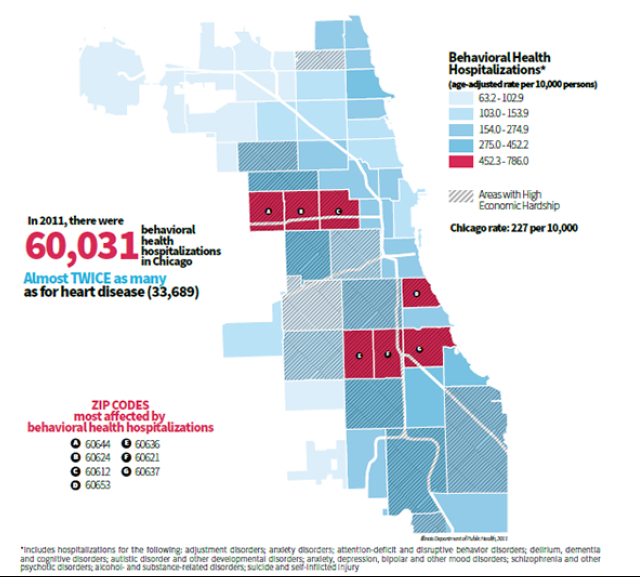 Behavioral Health
Hospitalizations*
(age-adjusted rate per 10,000 persons)
63.2 - 102.9
103.0 - 153.9
154.0 - 274.9
275.0 - 452.2
452.3 - 786.0
Areas with High
Economic Hardship
Chicago rate: 227 per 10,000
A B C
D
E F G
In 2011, there were
60,031 behavioral
health
hospitalizations
in Chicago
Almost TWICE as many
as for heart disease (33,689)
ZIP CODES
most affected by
behavioral health hospitalizations
A 60644 E 60636
B 60624 F 60621
C 60612 G 60637
D 60653
Illinois Department of Public Health, 2011
*Includes hospitalizations for the following: adjustment disorders; anxiety disorders; attention-deficit and disruptive behavior disorders; delirium, dementia
and cognitive disorders; autistic disorder and other developmental disorders; anxiety, depression, bipolar and other mood disorders; schizophrenia and other
psychotic disorders; alcohol- and substance-related disorders; suicide and self-inflicted injury